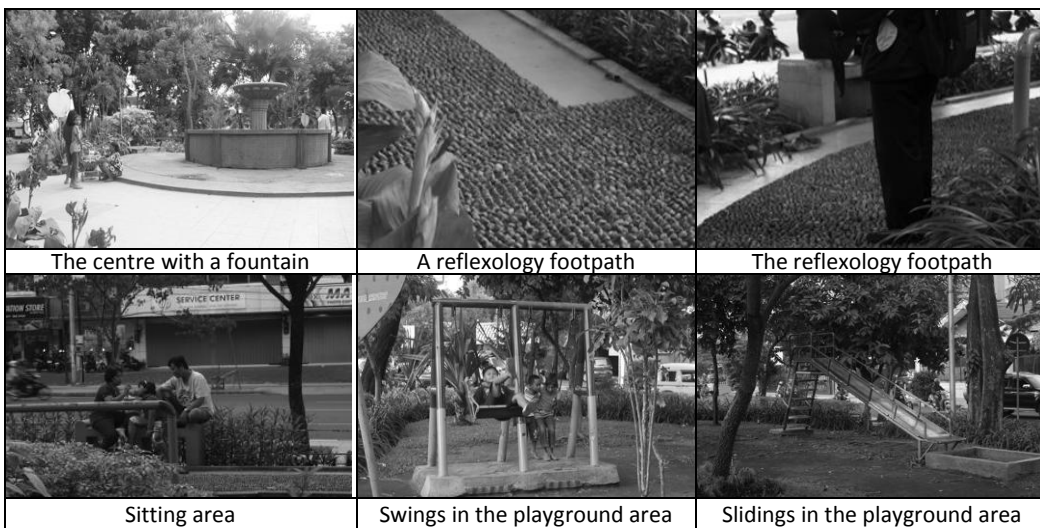 The centre with a fountain
A reflexology footpath
The reflexology footpath
STORE
SERVICE CENTER
Sitting area
Swings in the playground area
Slidings in the playground area